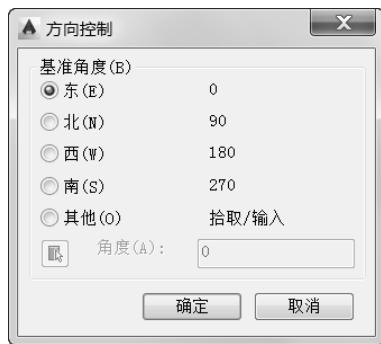 方向控制
基准角度(B)
东(E) 0
北(N) 90
西(W) 180
南(S) 270
其他(O) 拾取/输入
角度(A): 0
确定 取消